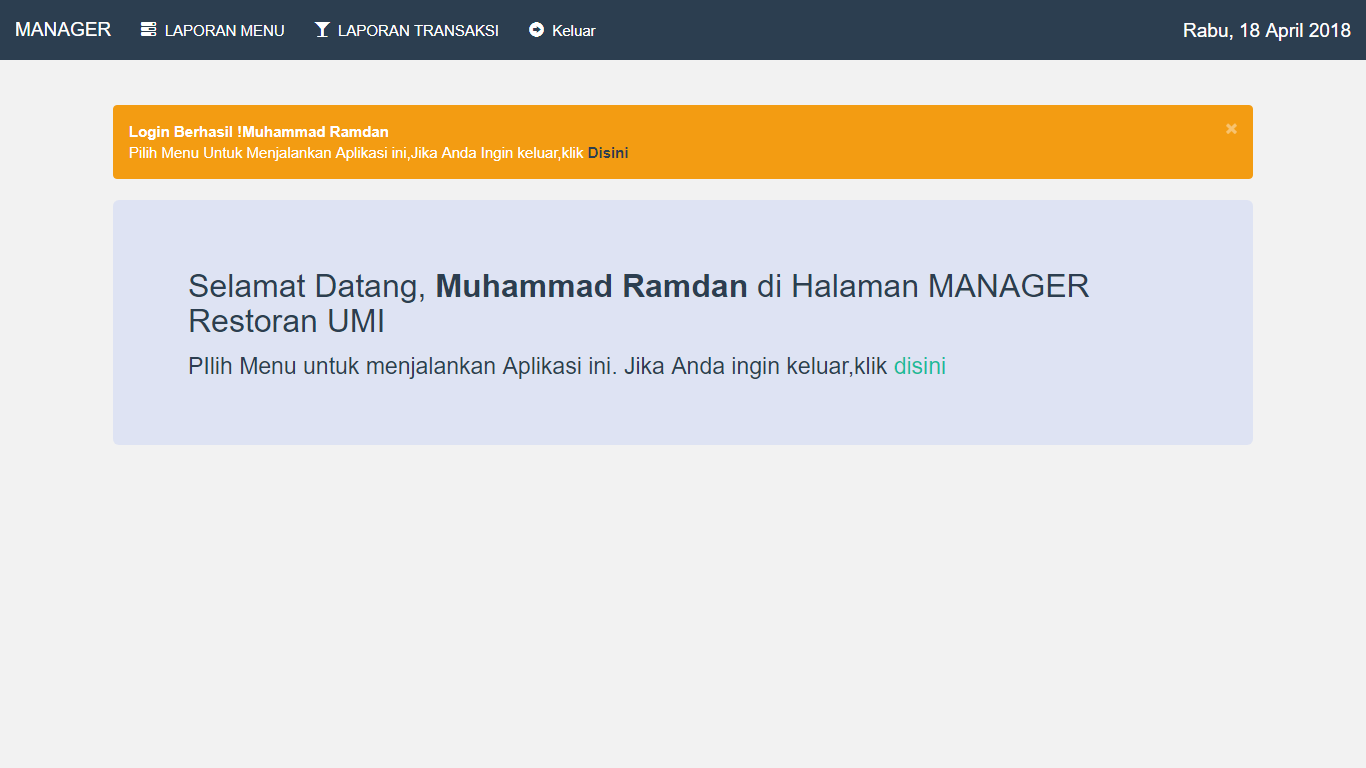 MANAGER LAPORAN MENU LAPORAN TRANSAKSI Keluar Rabu, 18 April 2018
Login Berhasil !Muhammad Ramdan ×
Pilih Menu Untuk Menjalankan Aplikasi ini,Jika Anda Ingin keluar,klik Disini
Selamat Datang, Muhammad Ramdan di Halaman MANAGER
Restoran UMI
PIlih Menu untuk menjalankan Aplikasi ini. Jika Anda ingin keluar,klik disini